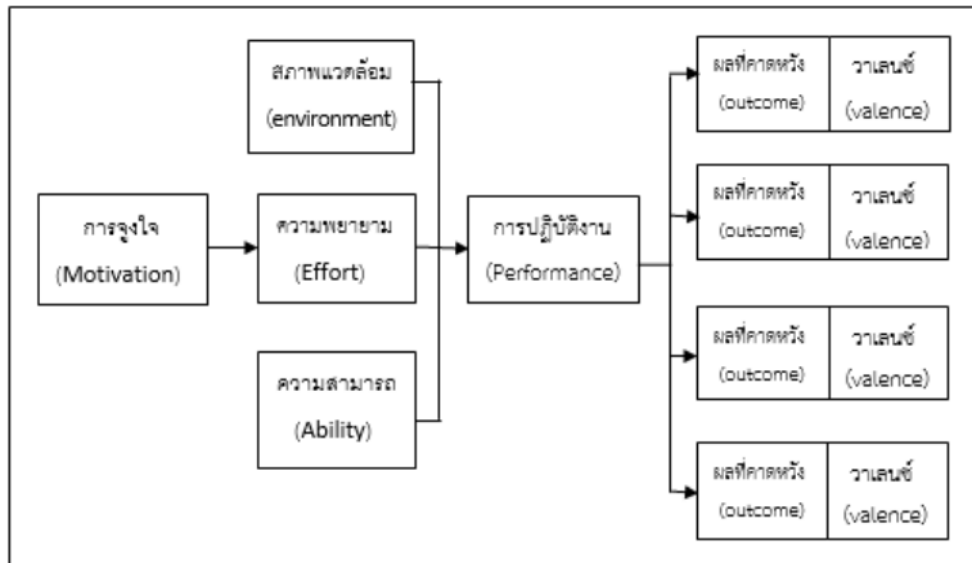 สภาพแวดล้อม
(environment)
การจูงใจ
(Motivation)
ความพยายาม
(Effort)
ความสามารถ
(Ability)
การปฏิบัติงาน
(Performance)
ผลที่คาดหวัง
(outcome)
วาเลนซ์
(valence)
ผลที่คาดหวัง
(outcome)
วาเลนซ์
(valence)
ผลที่คาดหวัง
(outcome)
วาเลนซ์
(valence)
ผลที่คาดหวัง
(outcome)
วาเลนซ์
(valence)